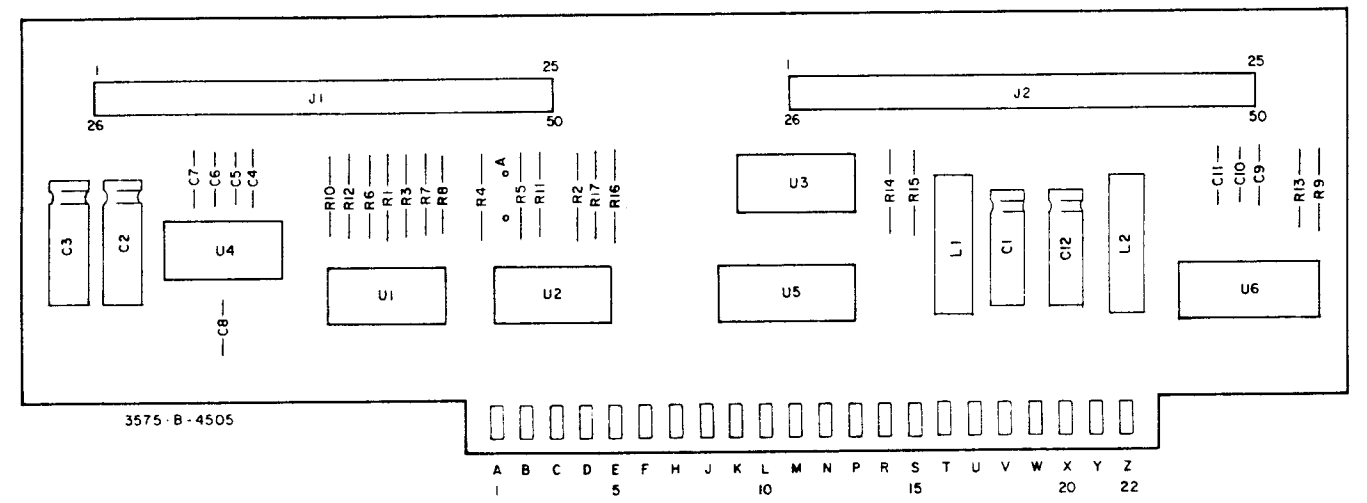 1 25 1 25
J1 J2
26 50 26 50
C7 C6 C5 C4 R10 R12 R6 R1 R3 R7 R8 R4 A R5 R11 R2 R17 R16 U3 R14 R15 C11 C10 C9 R13 R9
C3 C2 U4 L1 C1 C12 L2
U1 U2 U5 U6
C8
3575-B-4505
A B C D E F H J K L M N P R S T U V W X Y Z
1 5 10 15 20 22